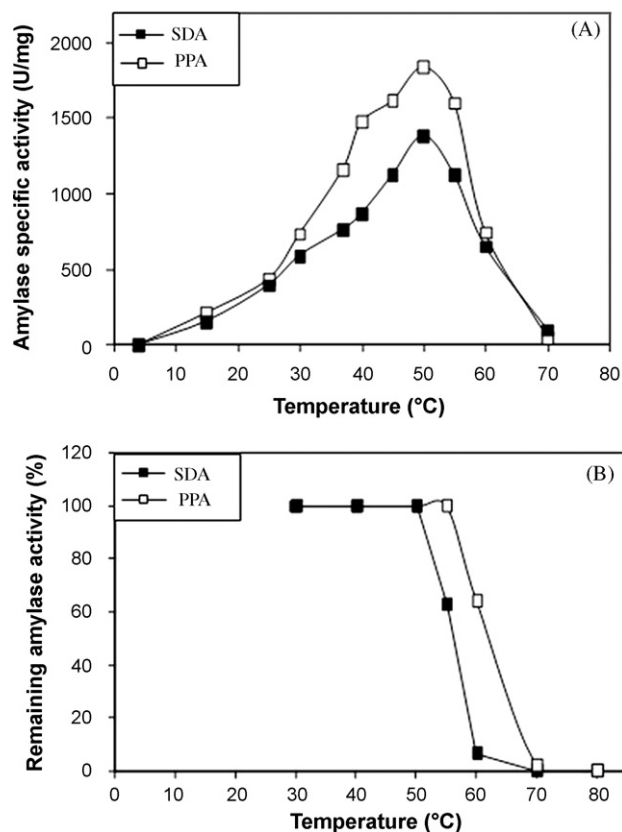 (A)
SDA
PPA
Amylase specific activity (U/mg)
2000
1500
1000
500
0
0 10 20 30 40 50 60 70 80
Temperature (°C)
(B)
SDA
PPA
Remaining amylase activity (%)
120
100
80
60
40
20
0
0 10 20 30 40 50 60 70 80
Temperature (°C)